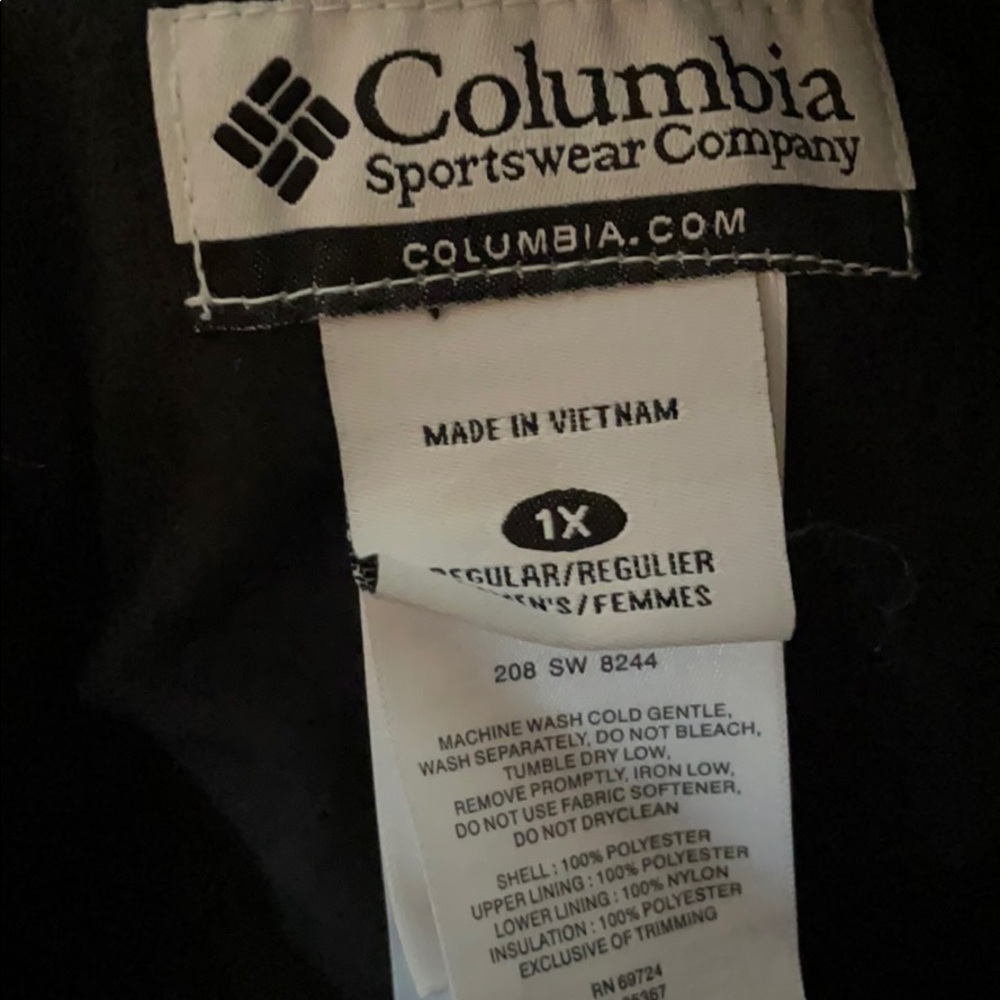 Columbia
Sportswear Company
COLUMBIA.COM
MADE IN VIETNAM
1X
REGULAR/REGULIER
MEN'S/FEMMES
208 SW 8244
MACHINE WASH COLD GENTLE,
WASH SEPARATELY, DO NOT BLEACH,
TUMBLE DRY LOW,
REMOVE PROMPTLY, IRON LOW,
DO NOT USE FABRIC SOFTENER,
DO NOT DRYCLEAN
SHELL : 100% POLYESTER
UPPER LINING : 100% POLYESTER
LOWER LINING : 100% NYLON
INSULATION : 100% POLYESTER
EXCLUSIVE OF TRIMMING
RN 69724